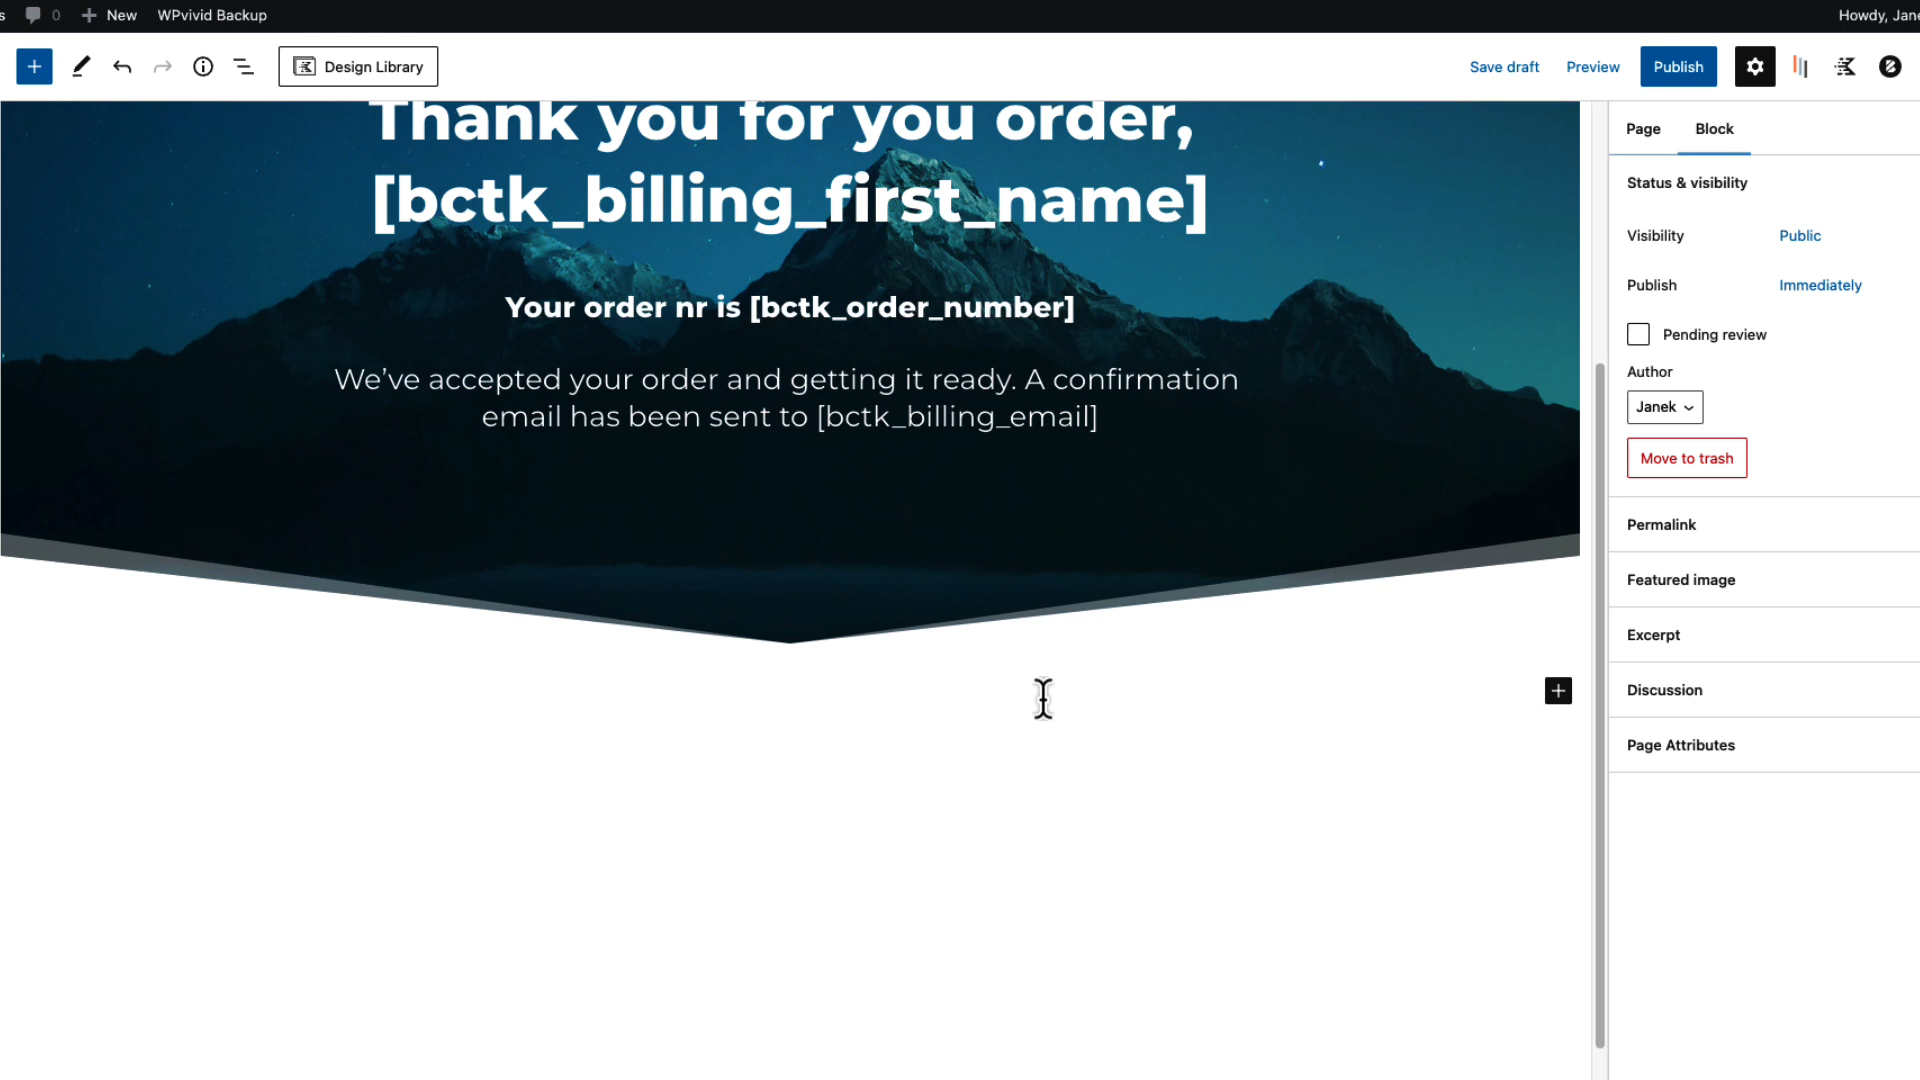 s 0 New WPvivid Backup Howdy, Jane
Design Library Save draft Preview Publish
Thank you for you order,
[bctk_billing_first_name]
Your order nr is [bctk_order_number]
We’ve accepted your order and getting it ready. A confirmation
email has been sent to [bctk_billing_email]
Page Block
Status & visibility
Visibility Public
Publish Immediately
Pending review
Author
Janek
Move to trash
Permalink
Featured image
Excerpt
Discussion
Page Attributes